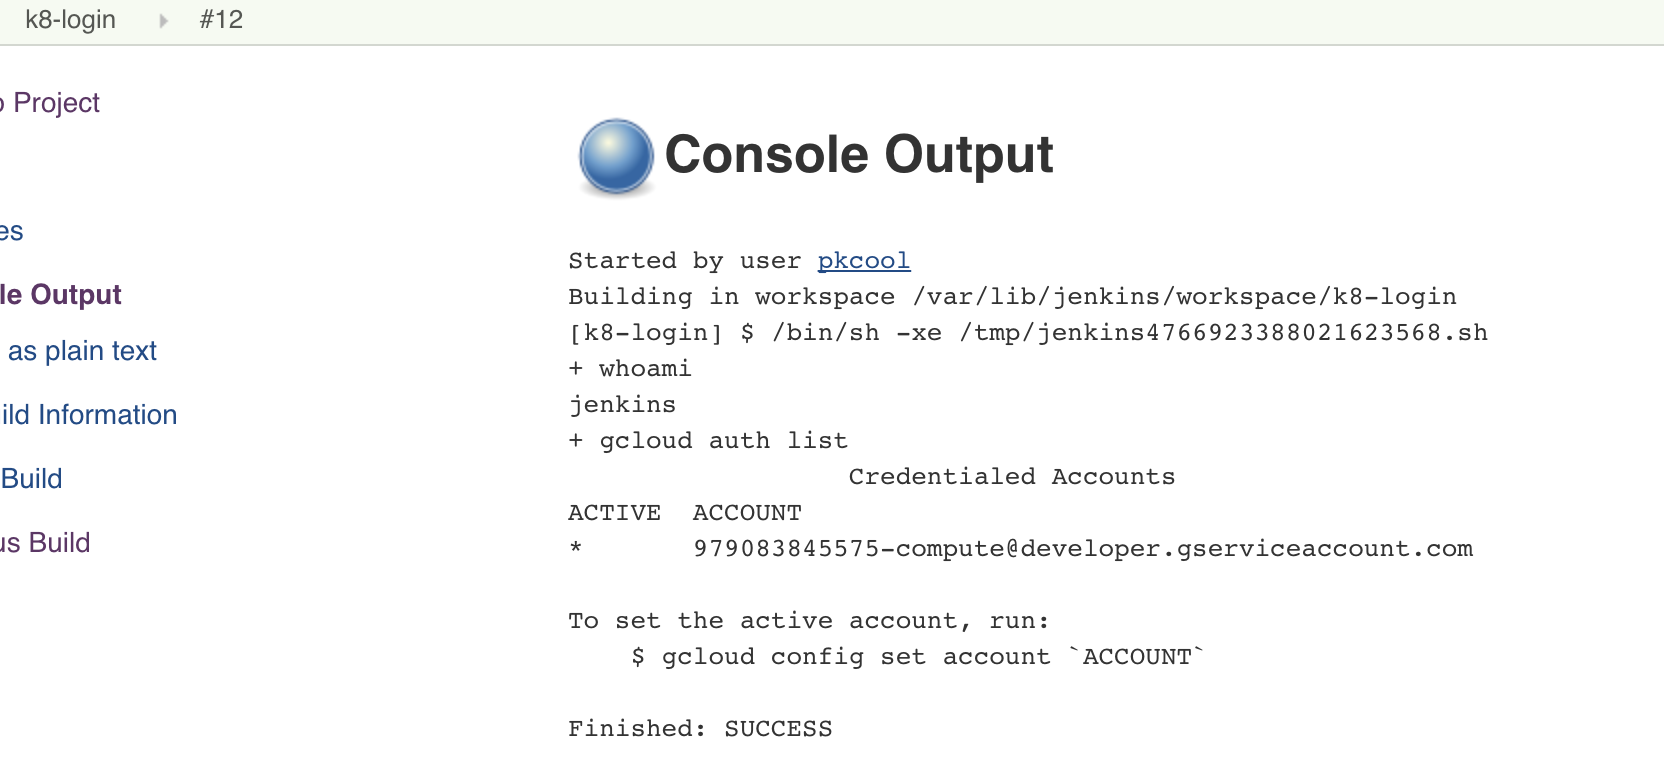 k8-login #12
Project
es
Console Output
Started by user pkcool
le Output
Building in workspace /var/lib/jenkins/workspace/k8-login
[k8-login] $ /bin/sh -xe /tmp/jenkins4766923388021623568.sh
as plain text
+ whoami
jenkins
ild Information
+ gcloud auth list
Build
Credentialed Accounts
ACTIVE ACCOUNT
us Build
* 979083845575-compute@developer.gserviceaccount.com
To set the active account, run:
$ gcloud config set account `ACCOUNT`
Finished: SUCCESS